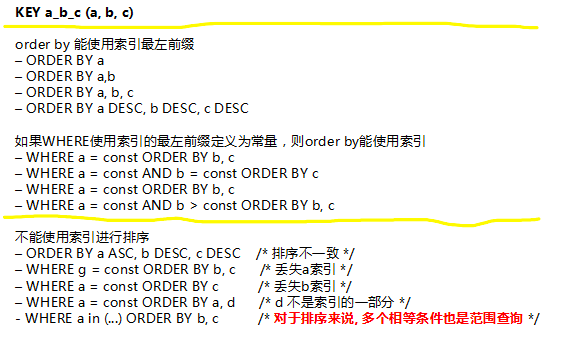 KEY a_b_c (a, b, c)
order by 能使用索引最左前缀
– ORDER BY a
– ORDER BY a,b
– ORDER BY a, b, c
– ORDER BY a DESC, b DESC, c DESC
如果WHERE使用索引的最左前缀定义为常量，则order by能使用索引
– WHERE a = const ORDER BY b, c
– WHERE a = const AND b = const ORDER BY c
– WHERE a = const ORDER BY b, c
– WHERE a = const AND b > const ORDER BY b, c
不能使用索引进行排序
– ORDER BY a ASC, b DESC, c DESC /* 排序不一致 */
– WHERE g = const ORDER BY b, c /* 丢失a索引 */
– WHERE a = const ORDER BY c /* 丢失b索引 */
– WHERE a = const ORDER BY a, d /* d 不是索引的一部分 */
- WHERE a in (...) ORDER BY b, c /* 对于排序来说, 多个相等条件也是范围查询 */